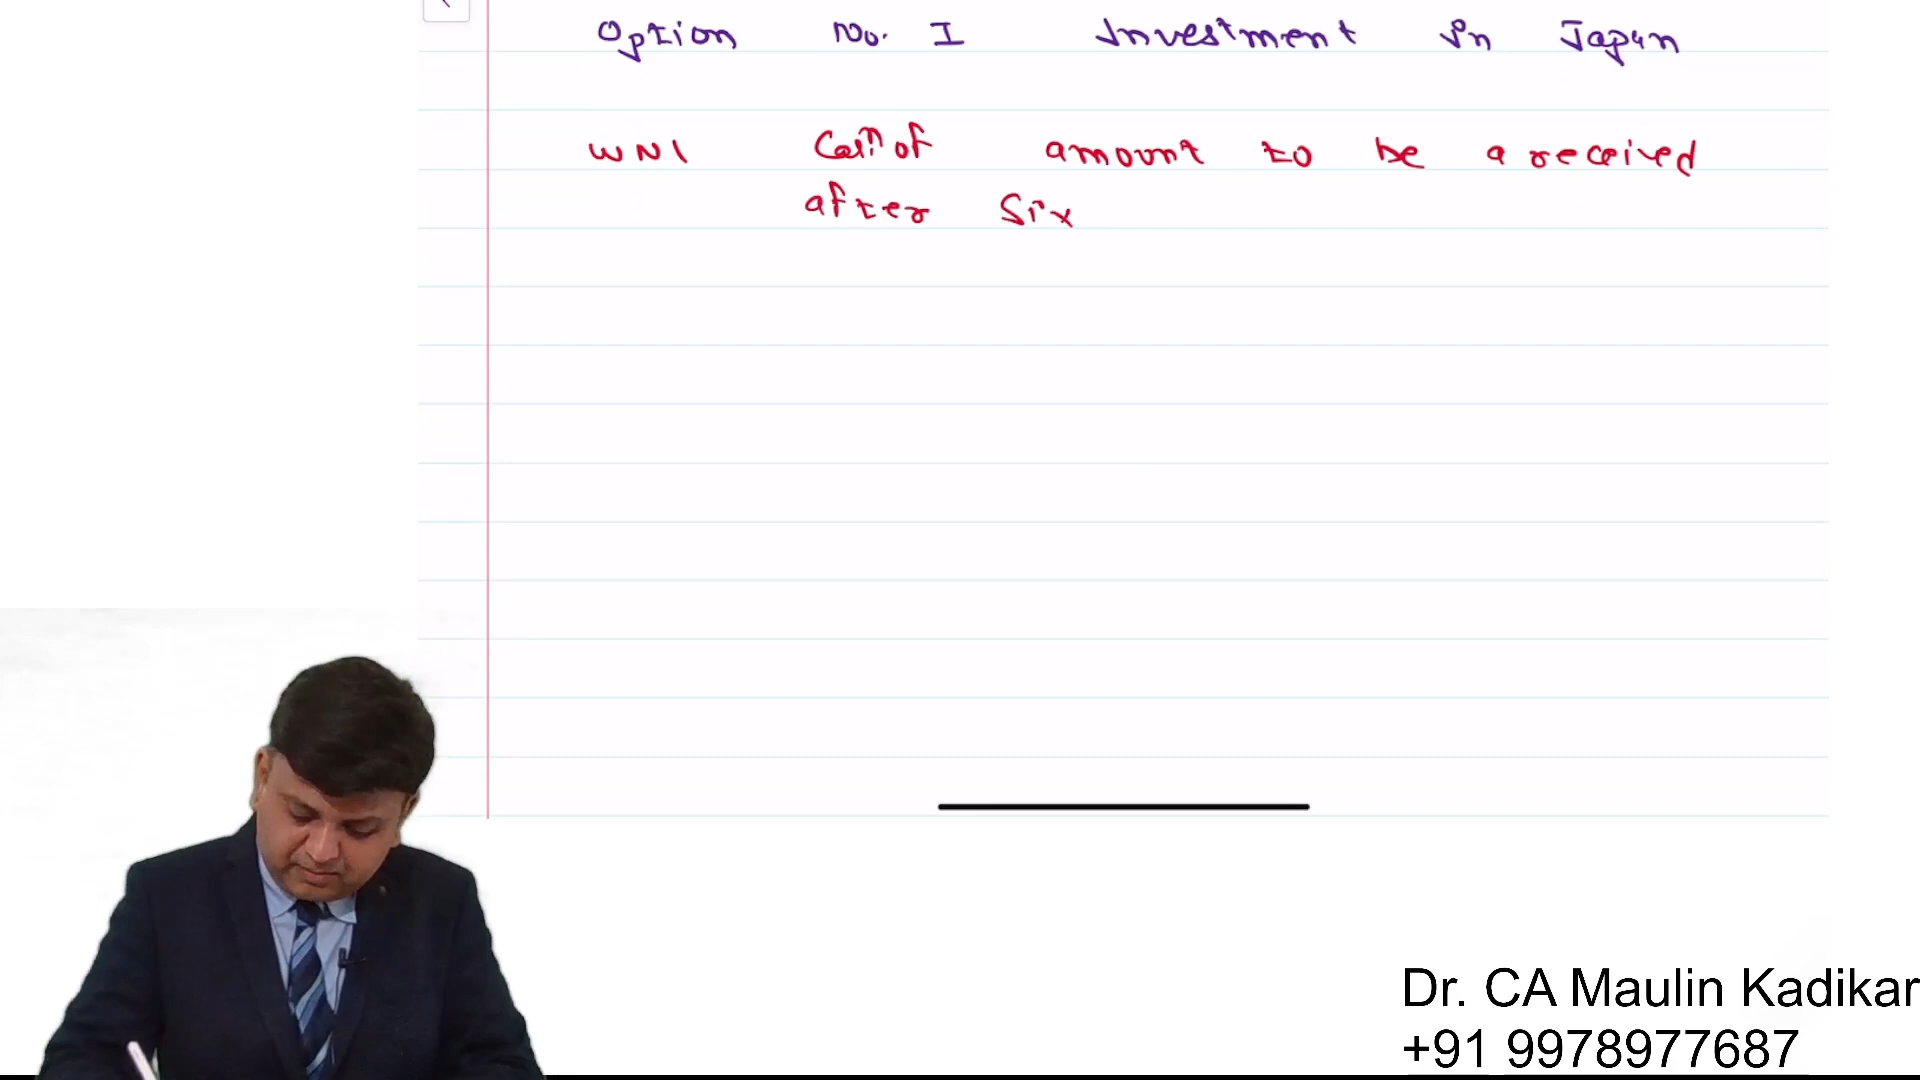 Option No. I Investment in Japan
WN1 Caln of amount to be a received
after Six
Dr. CA Maulin Kadikar
+91 9978977687